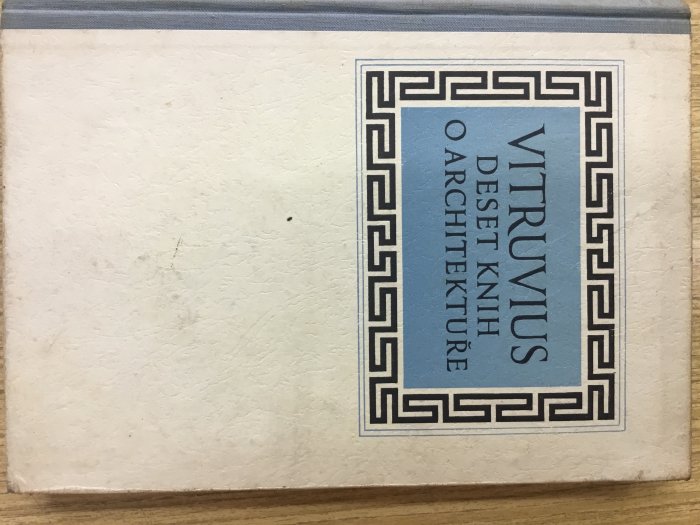 VITRUVIUS
DESET KNIH
O ARCHITEKTUŘE